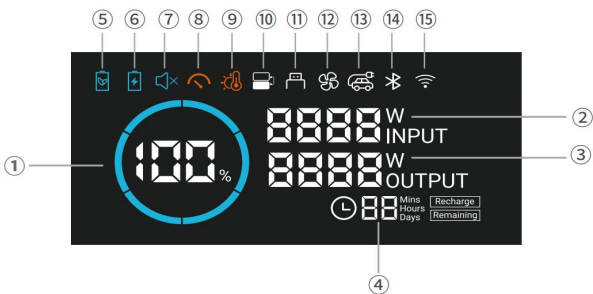 ⑤ ⑥ ⑦ ⑧ ⑨ ⑩ ⑪ ⑫ ⑬ ⑭ ⑮
8888 W
INPUT
②
①
100 %
8888 W
OUTPUT
③
88
Mins
Hours
Days
Recharge
Remaining
④